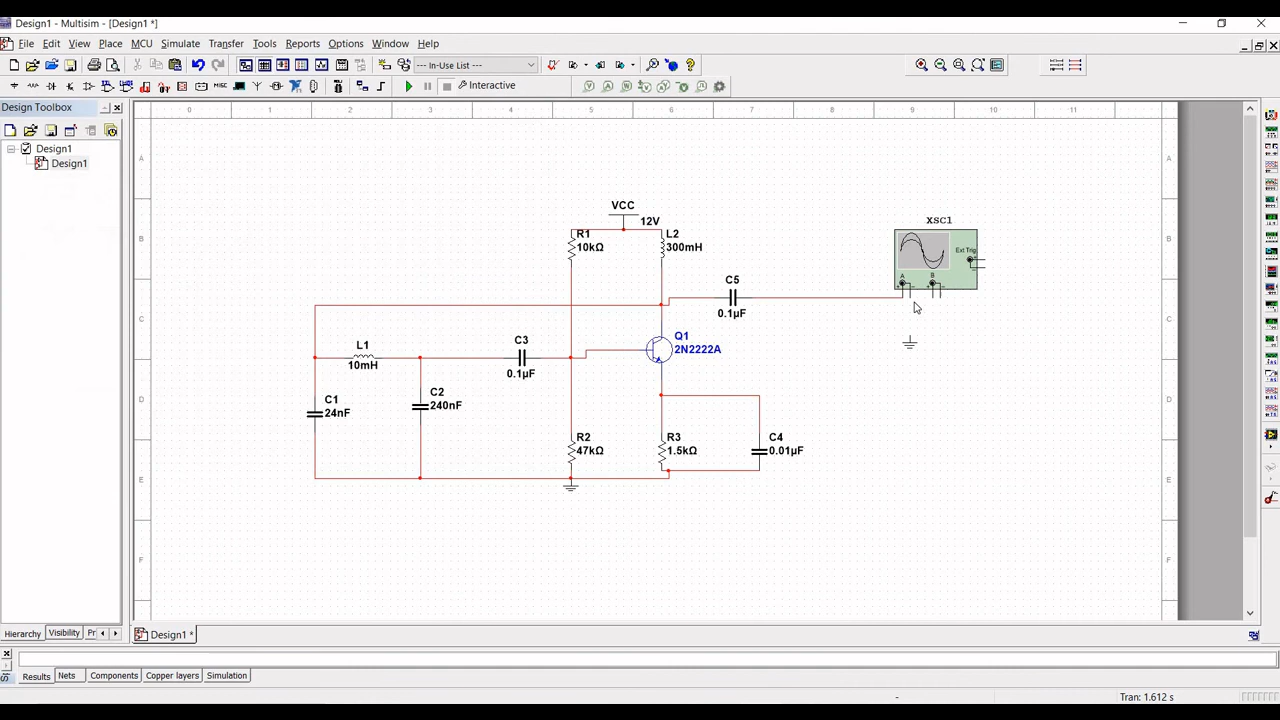 Design1 - Multisim - [Design1 *]
File Edit View Place MCU Simulate Transfer Tools Reports Options Window Help
--- In-Use List ---
Interactive
Design Toolbox
Design1
Design1
0 1 2 3 4 5 6 7 8 9 10 11
A A
VCC
12V
XSC1
B B
R1
10kΩ
L2
300mH
Ext Trig
A B
C5
0.1µF
C C
Q1
2N2222A
C3
0.1µF
L1
10mH
D D
C1
24nF
C2
240nF
R2
47kΩ
R3
1.5kΩ
C4
0.01µF
E E
F F
Hierarchy Visibility Pr
Design1 *
Results Nets Components Copper layers Simulation
- Tran: 1.612 s